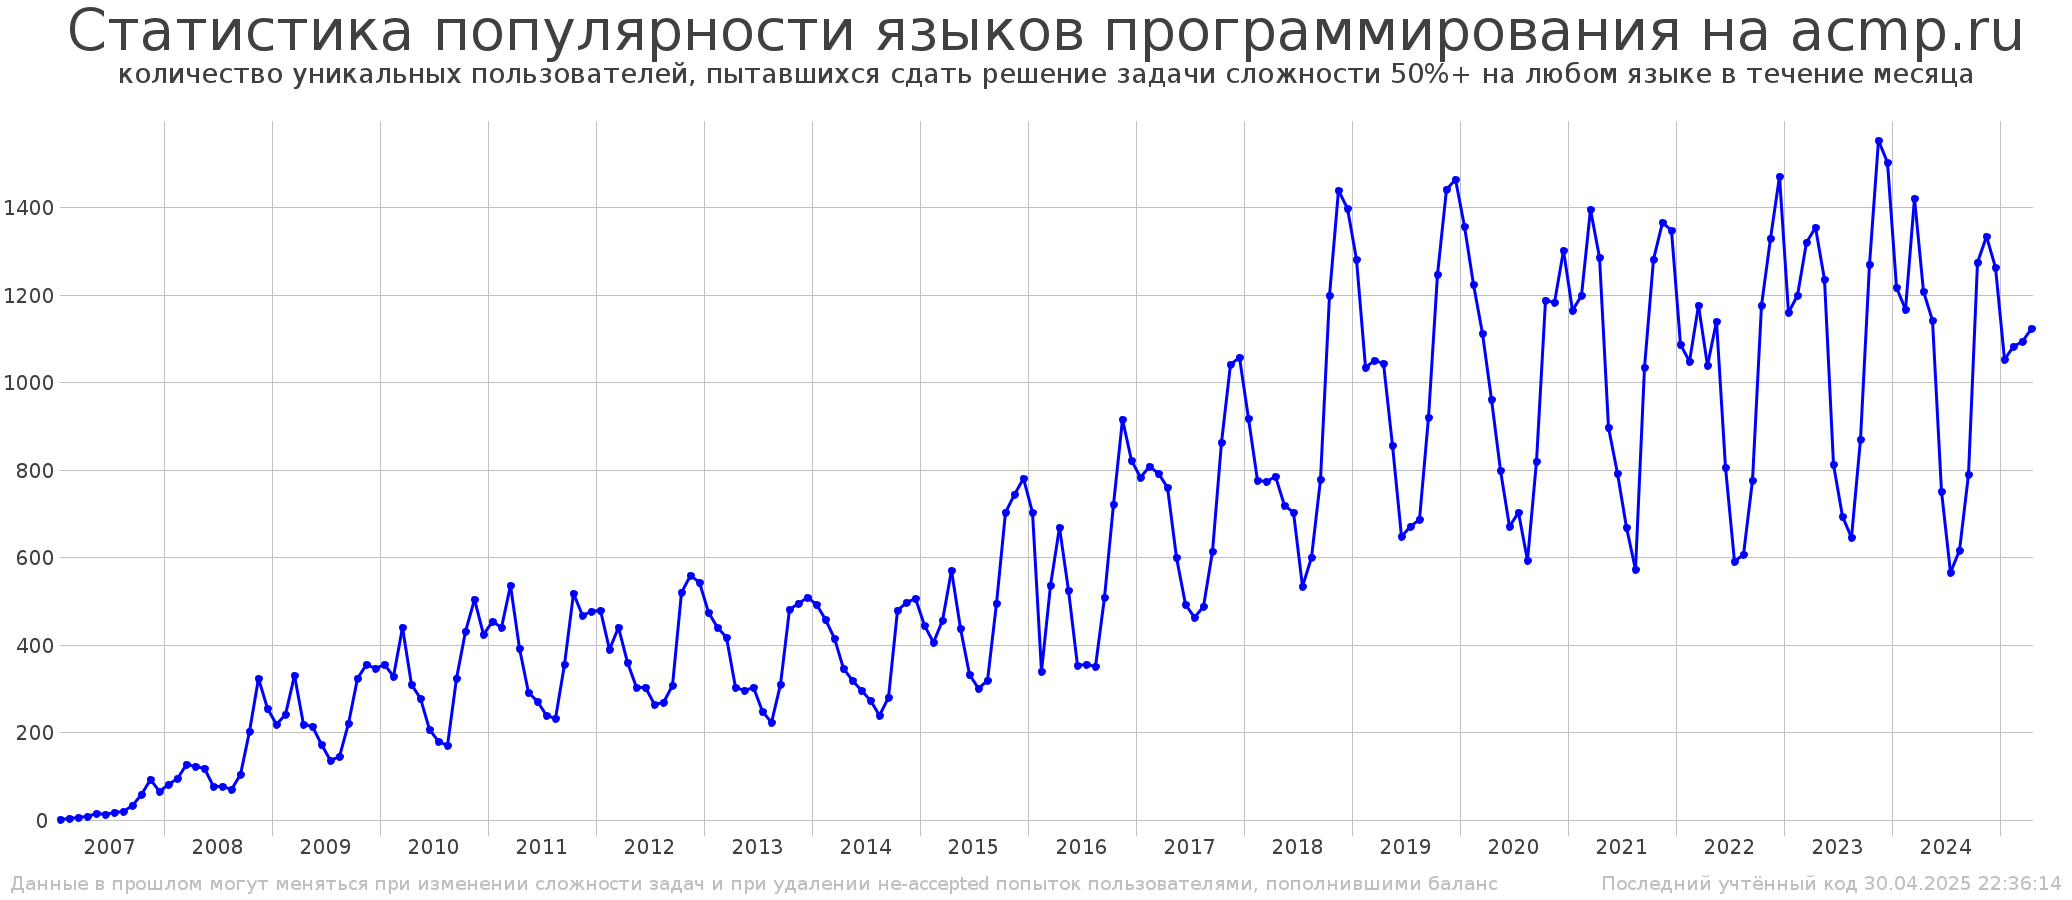 Статистика популярности языков программирования на acmp.ru
количество уникальных пользователей, пытавшихся сдать решение задачи сложности 50%+ на любом языке в течение месяца
1400
1200
1000
800
600
400
200
0
2007 2008 2009 2010 2011 2012 2013 2014 2015 2016 2017 2018 2019 2020 2021 2022 2023 2024
Данные в прошлом могут меняться при изменении сложности задач и при удалении не-accepted попыток пользователями, пополнившими баланс
Последний учтённый код 30.04.2025 22:36:14